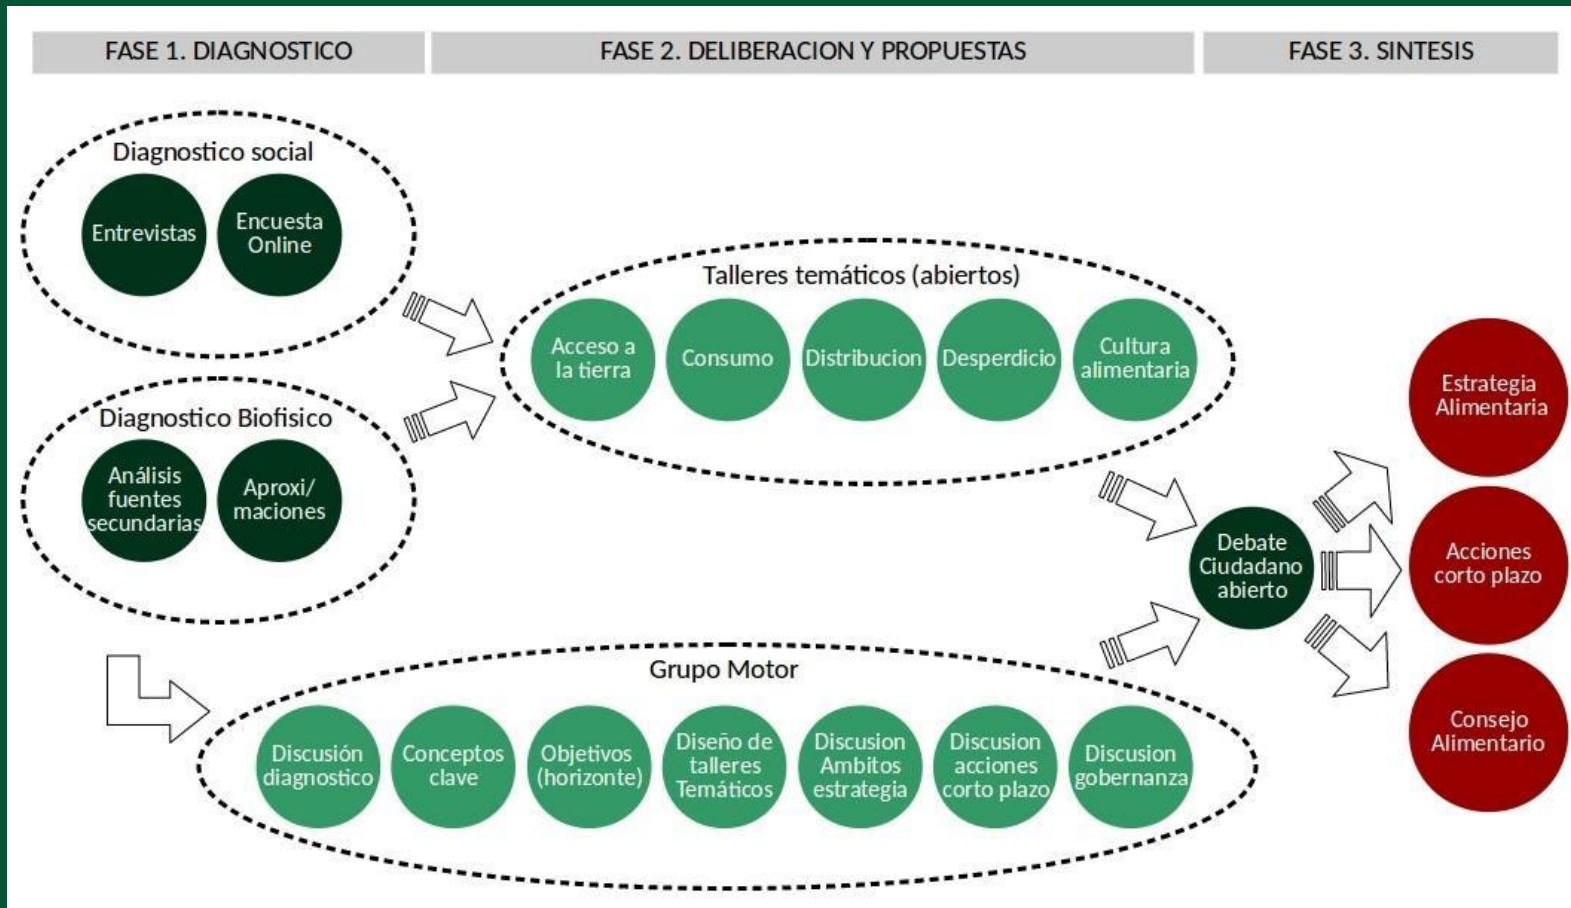 FASE 1. DIAGNOSTICO
FASE 2. DELIBERACION Y PROPUESTAS
FASE 3. SINTESIS
Diagnostico social
Entrevistas
Encuesta
Online
Diagnostico Biofisico
Análisis
fuentes
secundarias
Aproxi/
maciones
Talleres temáticos (abiertos)
Acceso a
la tierra
Consumo
Distribucion
Desperdicio
Cultura
alimentaria
Grupo Motor
Discusión
diagnostico
Conceptos
clave
Objetivos
(horizonte)
Diseño de
talleres
Temáticos
Discusion
Ambitos
estrategia
Discusion
acciones
corto plazo
Discusion
gobernanza
Debate
Ciudadano
abierto
Estrategia
Alimentaria
Acciones
corto plazo
Consejo
Alimentario